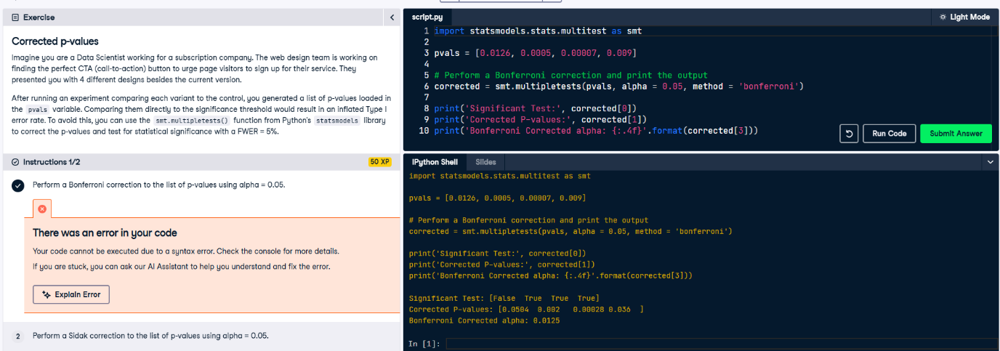 Exercise
Corrected p-values
Imagine you are a Data Scientist working for a subscription company. The web design team is working on
finding the perfect CTA (call-to-action) button to urge page visitors to sign up for their service. They
presented you with 4 different designs besides the current version.
After running an experiment comparing each variant to the control, you generated a list of p-values loaded in
the pvals variable. Comparing them directly to the significance threshold would result in an inflated Type I
error rate. To avoid this, you can use the smt.multipletests() function from Python's statsmodels library
to correct the p-values and test for statistical significance with a FWER = 5%.
Instructions 1/2
50 XP
Perform a Bonferroni correction to the list of p-values using alpha = 0.05.
There was an error in your code
Your code cannot be executed due to a syntax error. Check the console for more details.
If you are stuck, you can ask our AI Assistant to help you understand and fix the error.
Explain Error
2 Perform a Sidak correction to the list of p-values using alpha = 0.05.
script.py
Light Mode
1 import statsmodels.stats.multitest as smt
2
3 pvals = [0.0126, 0.0005, 0.00007, 0.009]
4
5 # Perform a Bonferroni correction and print the output
6 corrected = smt.multipletests(pvals, alpha = 0.05, method = 'bonferroni')
7
8 print('Significant Test:', corrected[0])
9 print('Corrected P-values:', corrected[1])
10 print('Bonferroni Corrected alpha: {:.4f}'.format(corrected[3]))
Run Code
Submit Answer
IPython Shell
Slides
import statsmodels.stats.multitest as smt
pvals = [0.0126, 0.0005, 0.00007, 0.009]
# Perform a Bonferroni correction and print the output
corrected = smt.multipletests(pvals, alpha = 0.05, method = 'bonferroni')
print('Significant Test:', corrected[0])
print('Corrected P-values:', corrected[1])
print('Bonferroni Corrected alpha: {:.4f}'.format(corrected[3]))
Significant Test: [False  True  True  True]
Corrected P-values: [0.0504  0.002   0.00028 0.036  ]
Bonferroni Corrected alpha: 0.0125
In [1]: